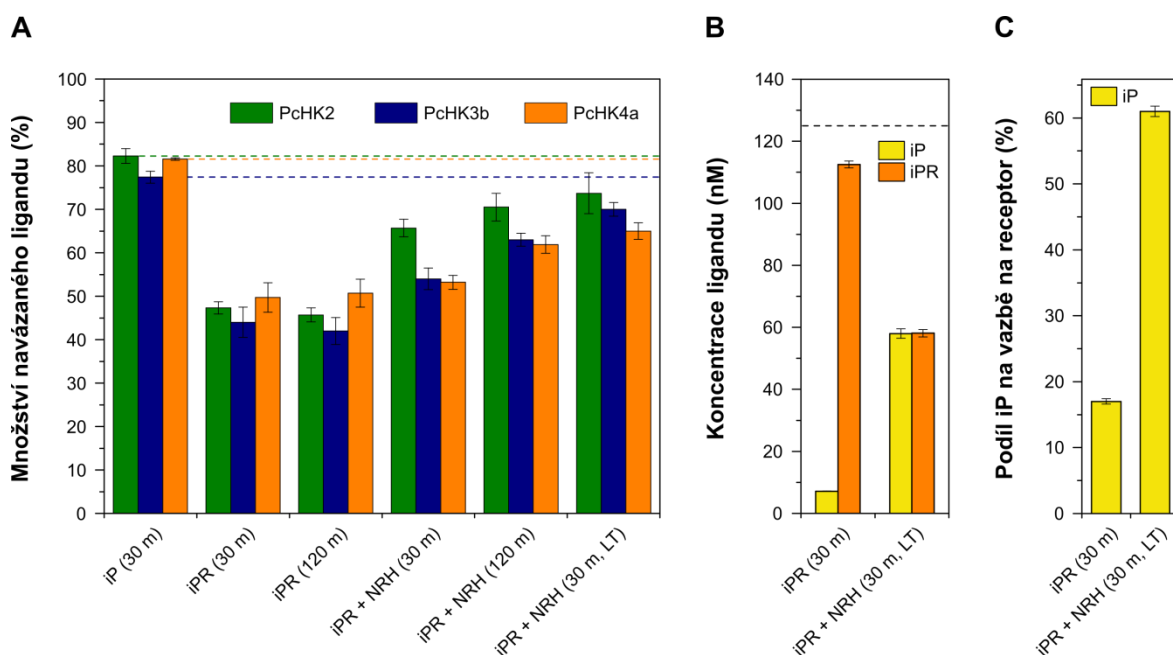 A
B
C
Množství navázaného ligandu (%)
100
90
80
70
60
50
40
30
20
10
0
PcHK2
PcHK3b
PcHK4a
iP (30 m)
iPR (30 m)
iPR (120 m)
iPR + NRH (30 m)
iPR + NRH (120 m)
iPR + NRH (30 m, LT)
Koncentrace ligandu (nM)
140
120
100
80
60
40
20
0
iP
iPR
iPR (30 m)
iPR + NRH (30 m, LT)
Podíl iP na vazbě na receptor (%)
60
50
40
30
20
10
0
iP
iPR (30 m)
iPR + NRH (30 m, LT)